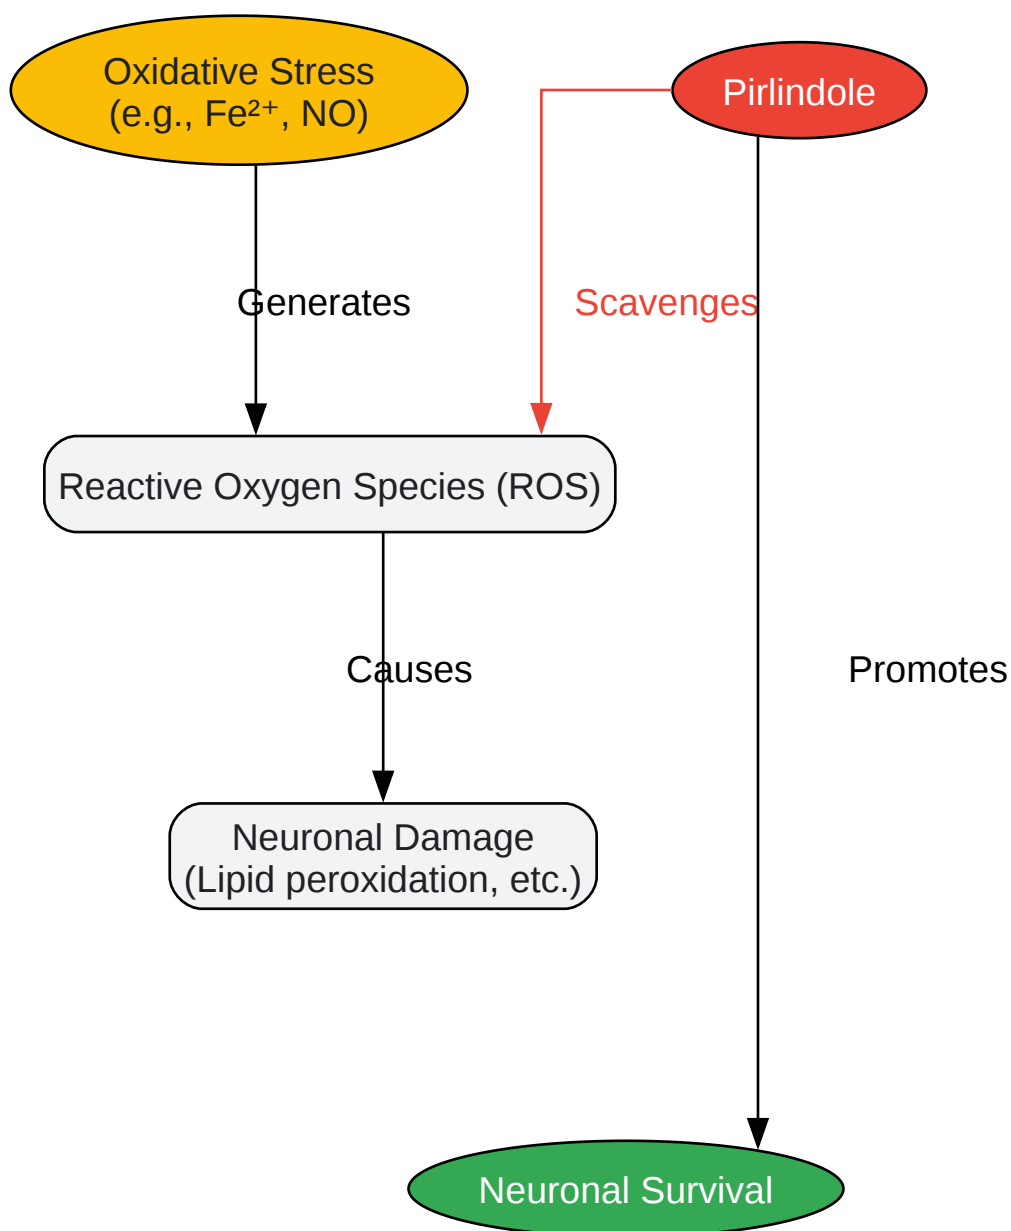 Oxidative Stress
(e.g., Fe²⁺, NO)
Pirlindole
Generates
Scavenges
Reactive Oxygen Species (ROS)
Causes
Promotes
Neuronal Damage
(Lipid peroxidation, etc.)
Neuronal Survival